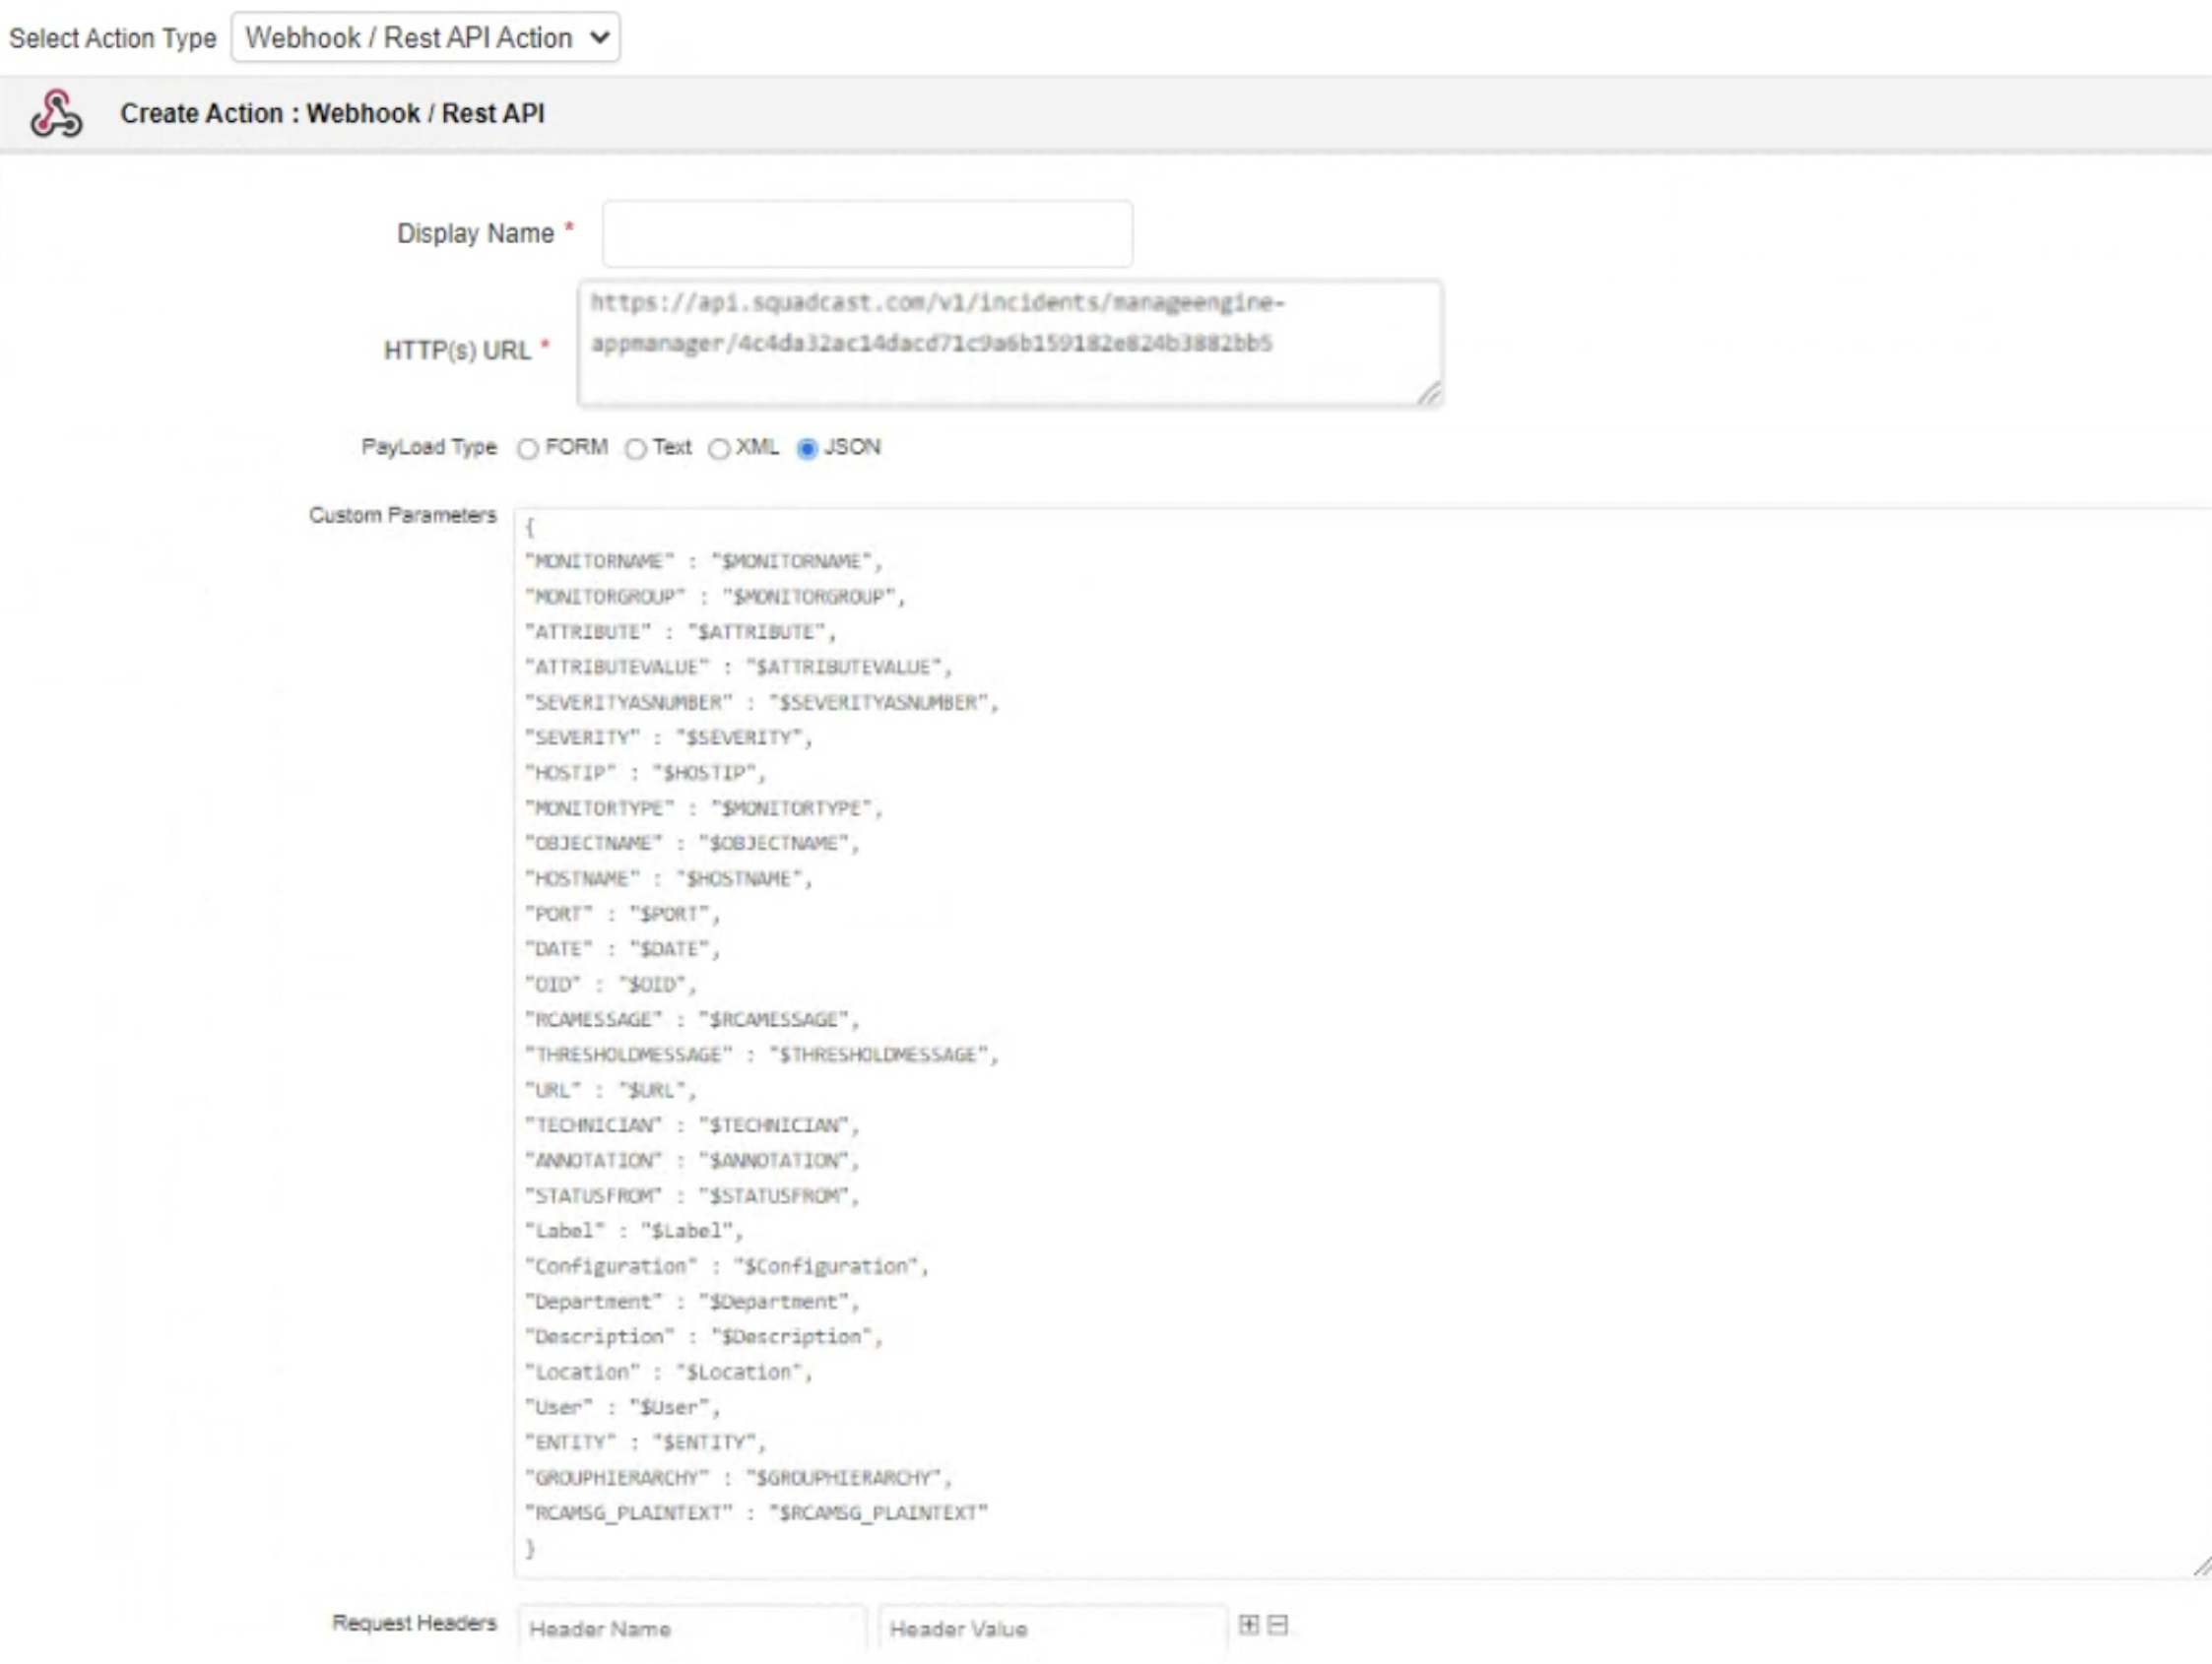 Select Action Type Webhook / Rest API Action
Create Action : Webhook / Rest API
Display Name *
https://api.squadcast.com/v1/incidents/manageengine-
HTTP(s) URL *
appmanager/4c4da32ac14dacd71c9a6b159182e824b3882bb5
PayLoad Type FORM Text XML JSON
Custom Parameters
{
"MONITORNAME" : "$MONITORNAME",
"MONITORGROUP" : "$MONITORGROUP",
"ATTRIBUTE" : "$ATTRIBUTE",
"ATTRIBUTEVALUE" : "$ATTRIBUTEVALUE",
"SEVERITYASNUMBER" : "$SEVERITYASNUMBER",
"SEVERITY" : "$SEVERITY",
"HOSTIP" : "$HOSTIP",
"MONITORTYPE" : "$MONITORTYPE",
"OBJECTNAME" : "$OBJECTNAME",
"HOSTNAME" : "$HOSTNAME",
"PORT" : "$PORT",
"DATE" : "$DATE",
"OID" : "$OID",
"RCAMESSAGE" : "$RCAMESSAGE",
"THRESHOLDMESSAGE" : "$THRESHOLDMESSAGE",
"URL" : "$URL",
"TECHNICIAN" : "$TECHNICIAN",
"ANNOTATION" : "$ANNOTATION",
"STATUSFROM" : "$STATUSFROM",
"Label" : "$Label",
"Configuration" : "$Configuration",
"Department" : "$Department",
"Description" : "$Description",
"Location" : "$Location",
"User" : "$User",
"ENTITY" : "$ENTITY",
"GROUPHIERARCHY" : "$GROUPHIERARCHY",
"RCAMSG_PLAINTEXT" : "$RCAMSG_PLAINTEXT"
}
Request Headers Header Name Header Value